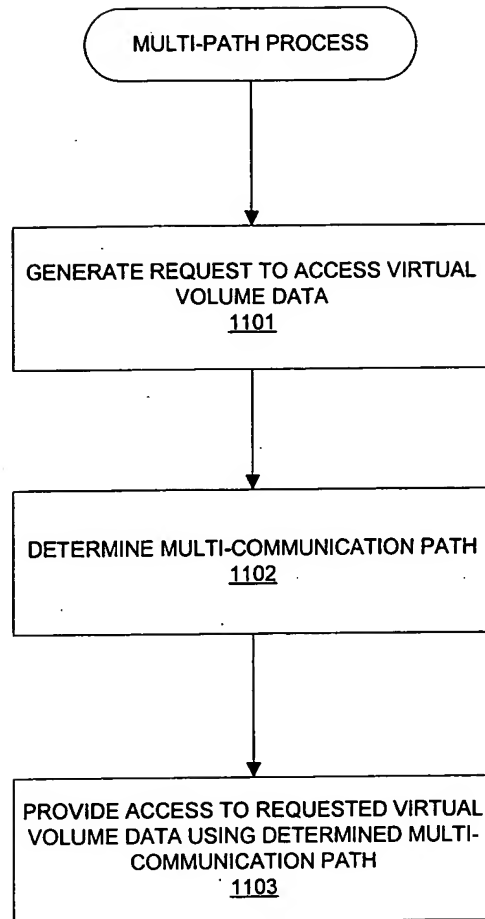 MULTI-PATH PROCESS
GENERATE REQUEST TO ACCESS VIRTUAL
VOLUME DATA
1101
DETERMINE MULTI-COMMUNICATION PATH
1102
PROVIDE ACCESS TO REQUESTED VIRTUAL
VOLUME DATA USING DETERMINED MULTI-
COMMUNICATION PATH
1103